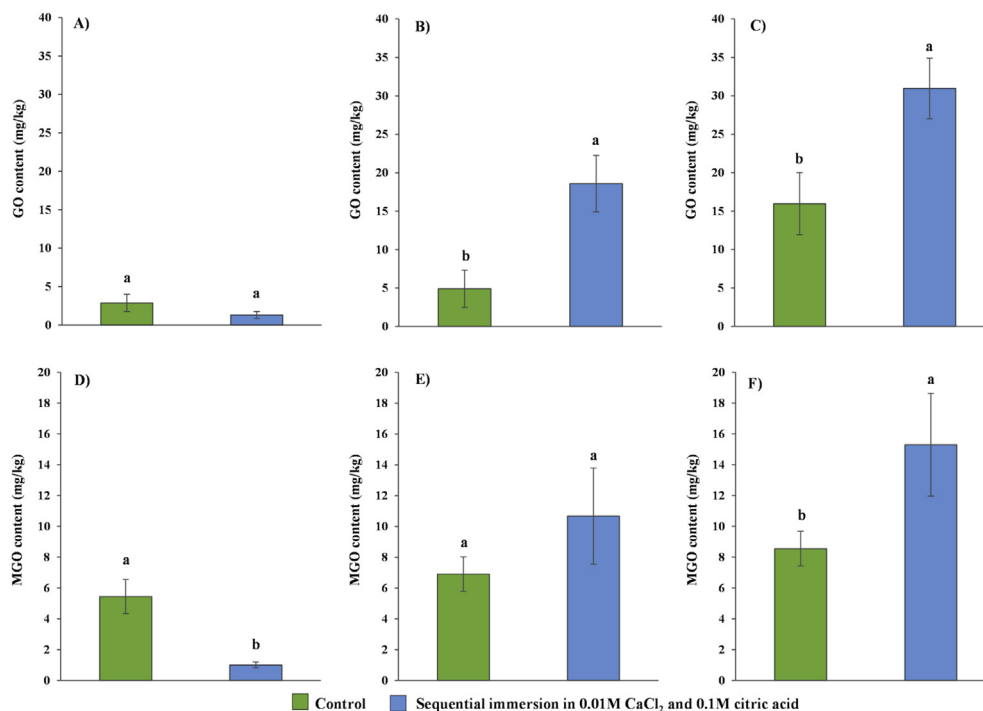 A)
GO content (mg/kg)
40
35
30
25
20
15
10
5
0
a
a
B)
GO content (mg/kg)
40
35
30
25
20
15
10
5
0
b
a
C)
GO content (mg/kg)
40
35
30
25
20
15
10
5
0
b
a
D)
MGO content (mg/kg)
20
18
16
14
12
10
8
6
4
2
0
a
b
E)
MGO content (mg/kg)
20
18
16
14
12
10
8
6
4
2
0
a
a
F)
MGO content (mg/kg)
20
18
16
14
12
10
8
6
4
2
0
b
a
Control Sequential immersion in 0.01M CaCl₂ and 0.1M citric acid